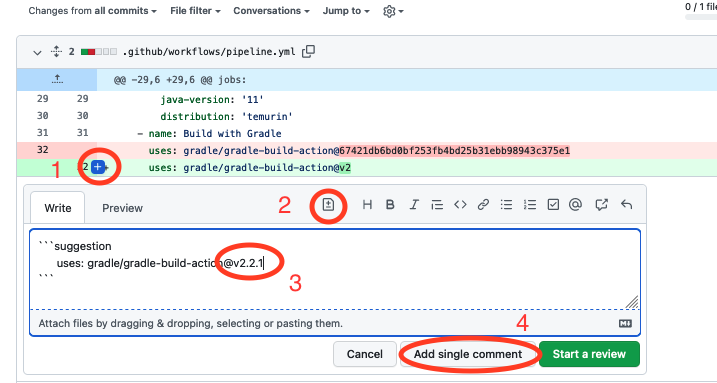 Changes from all commits File filter Conversations Jump to
0 / 1 file
2 .github/workflows/pipeline.yml
@@ -29,6 +29,6 @@ jobs:
29 29 java-version: '11'
30 30 distribution: 'temurin'
31 31 - name: Build with Gradle
32 uses: gradle/gradle-build-action@67421db6bd0bf253fb4bd25b31ebb98943c375e1
1 2 + uses: gradle/gradle-build-action@v2
Write Preview 2 H B I
```suggestion
uses: gradle/gradle-build-action@v2.2.1
```
3
Attach files by dragging & dropping, selecting or pasting them.
4
Cancel Add single comment Start a review